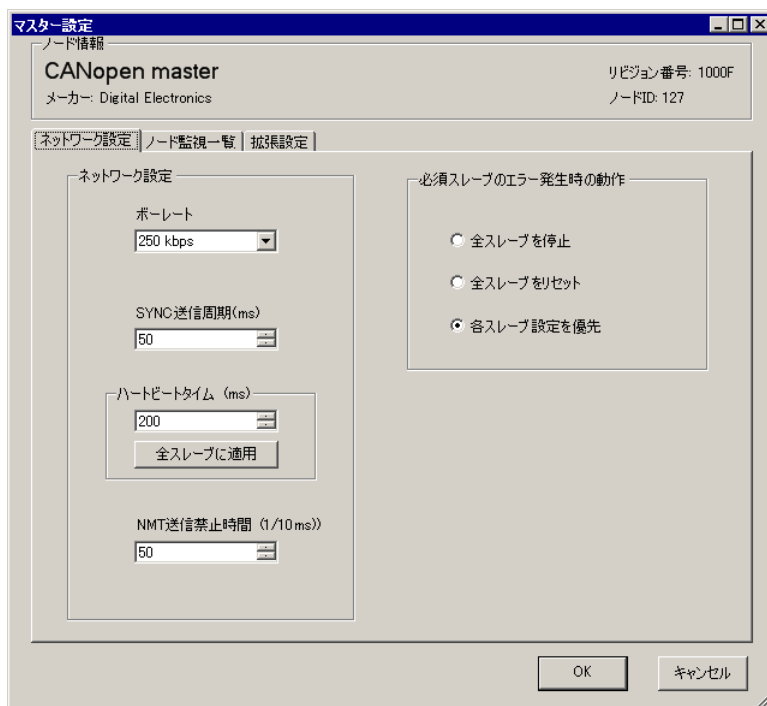 マスター設定
ノード情報
CANopen master
リビジョン番号: 1000F
メーカー: Digital Electronics
ノードID: 127
ネットワーク設定
ノード監視一覧
拡張設定
ネットワーク設定
ボーレート
250 kbps
SYNC送信周期(ms)
50
ハートビートタイム (ms)
200
全スレーブに適用
NMT送信禁止時間 (1/10ms))
50
必須スレーブのエラー発生時の動作
全スレーブを停止
全スレーブをリセット
各スレーブ設定を優先
OK
キャンセル